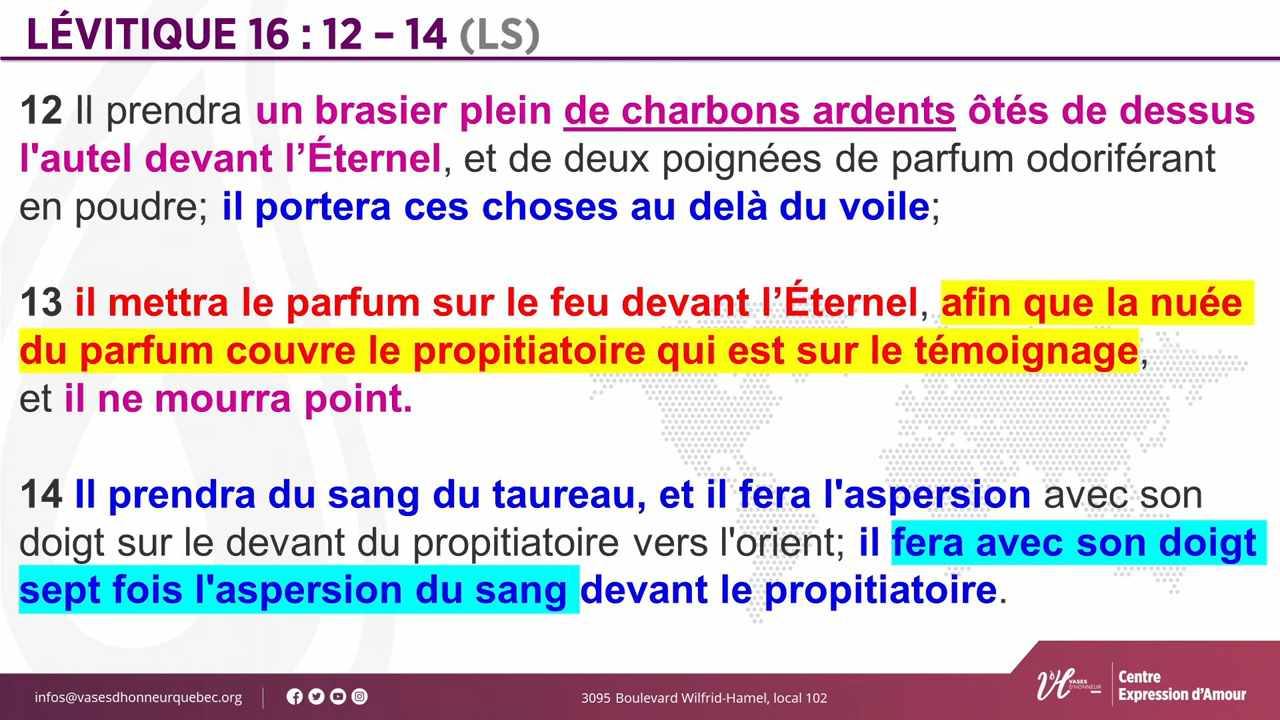 LÉVITIQUE 16 : 12 – 14 (LS)
12 Il prendra un brasier plein de charbons ardents ôtés de dessus
l'autel devant l’Éternel, et de deux poignées de parfum odoriférant
en poudre; il portera ces choses au delà du voile;
13 il mettra le parfum sur le feu devant l’Éternel, afin que la nuée
du parfum couvre le propitiatoire qui est sur le témoignage,
et il ne mourra point.
14 Il prendra du sang du taureau, et il fera l'aspersion avec son
doigt sur le devant du propitiatoire vers l'orient; il fera avec son doigt
sept fois l'aspersion du sang devant le propitiatoire.
infos@vasesdhonneurquebec.org
3095 Boulevard Wilfrid-Hamel, local 102
VH VASES D'HONNEUR
Centre
Expression d’Amour